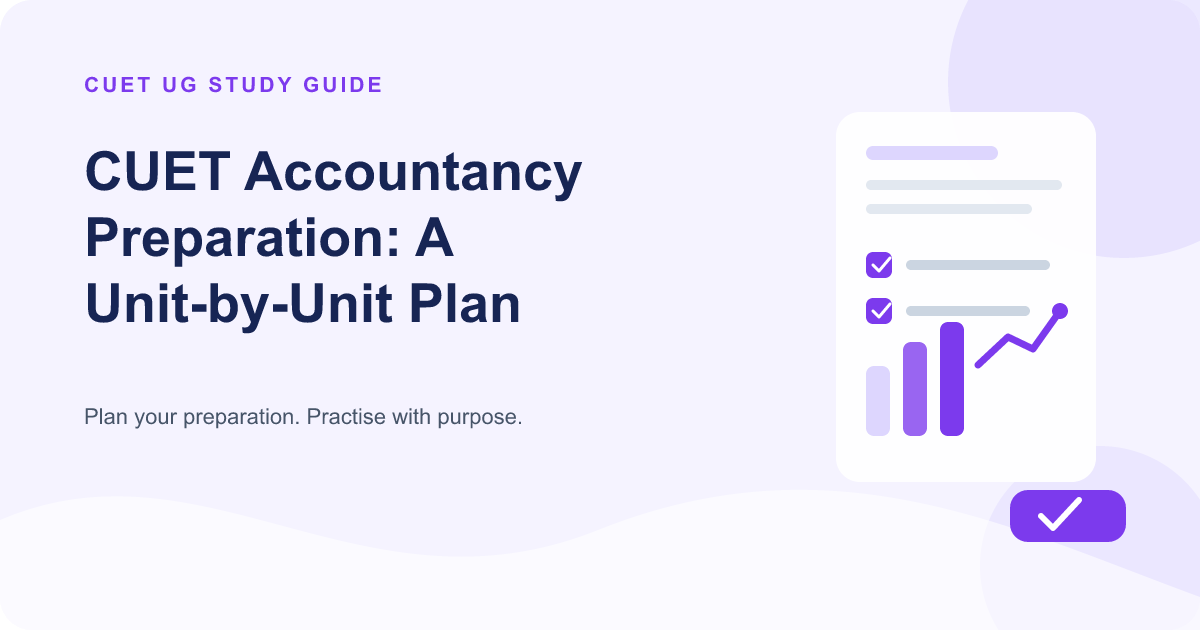 CUET UG STUDY GUIDE
CUET Accountancy
Preparation: A
Unit-by-Unit Plan
Plan your preparation. Practise with purpose.